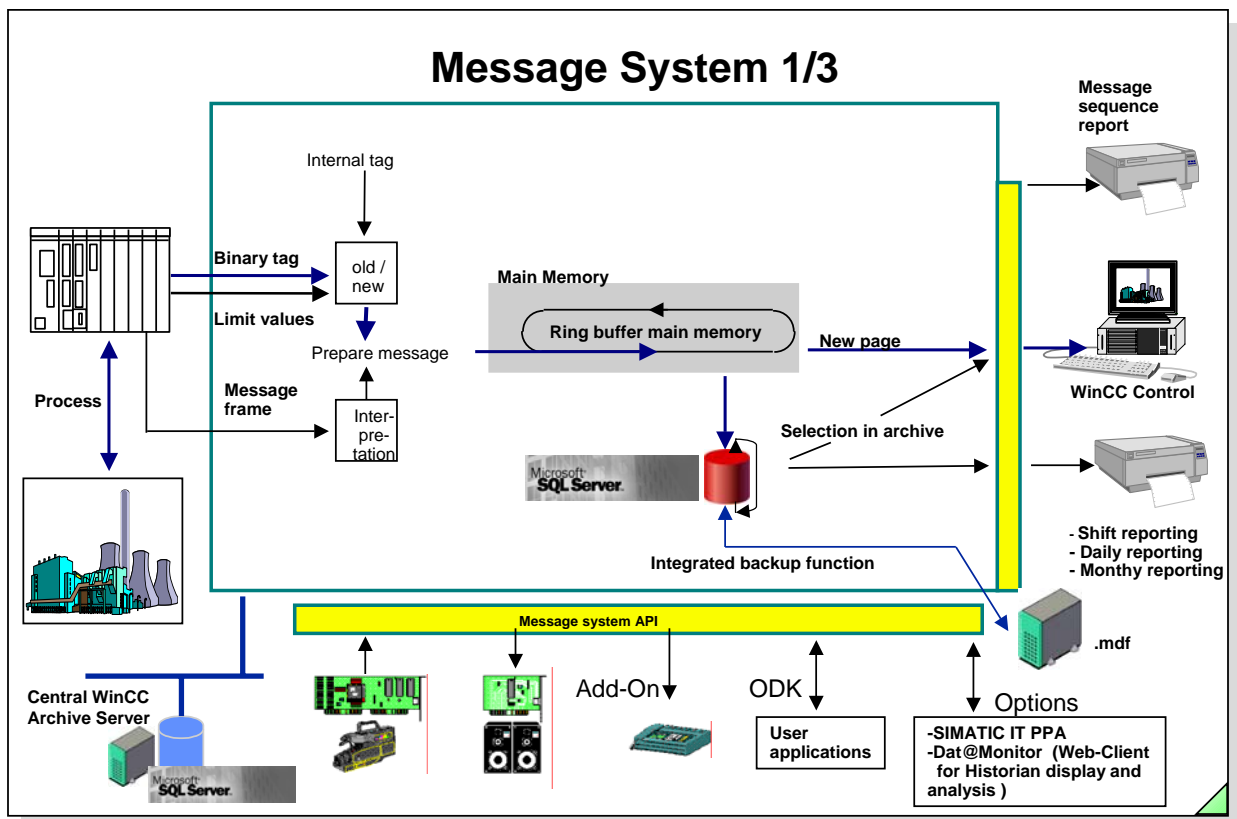 Message System 1/3
Message
sequence
report
Internal tag
Binary tag
old /
new
Limit values
Main Memory
Ring buffer main memory
New page
Prepare message
Message
frame
Process
Inter-
pre-
tation
WinCC Control
Selection in archive
Microsoft
SQL Server
- Shift reporting
- Daily reporting
- Monthy reporting
Integrated backup function
Message system API
.mdf
Central WinCC
Archive Server
Microsoft
SQL Server
Add-On
ODK
Options
User
applications
-SIMATIC IT PPA
-Dat@Monitor (Web-Client
for Historian display and
analysis )